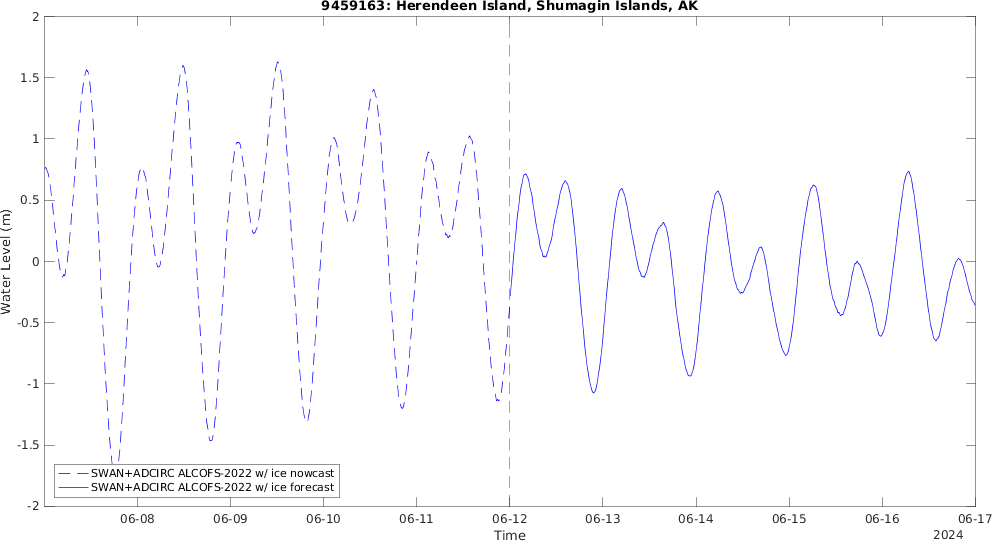 9459163: Herendeen Island, Shumagin Islands, AK
2
1.5
1
0.5
0
-0.5
-1
-1.5
-2
Water Level (m)
SWAN+ADCIRC ALCOFS-2022 w/ ice nowcast
SWAN+ADCIRC ALCOFS-2022 w/ ice forecast
06-08 06-09 06-10 06-11 06-12 06-13 06-14 06-15 06-16 06-17
Time
2024